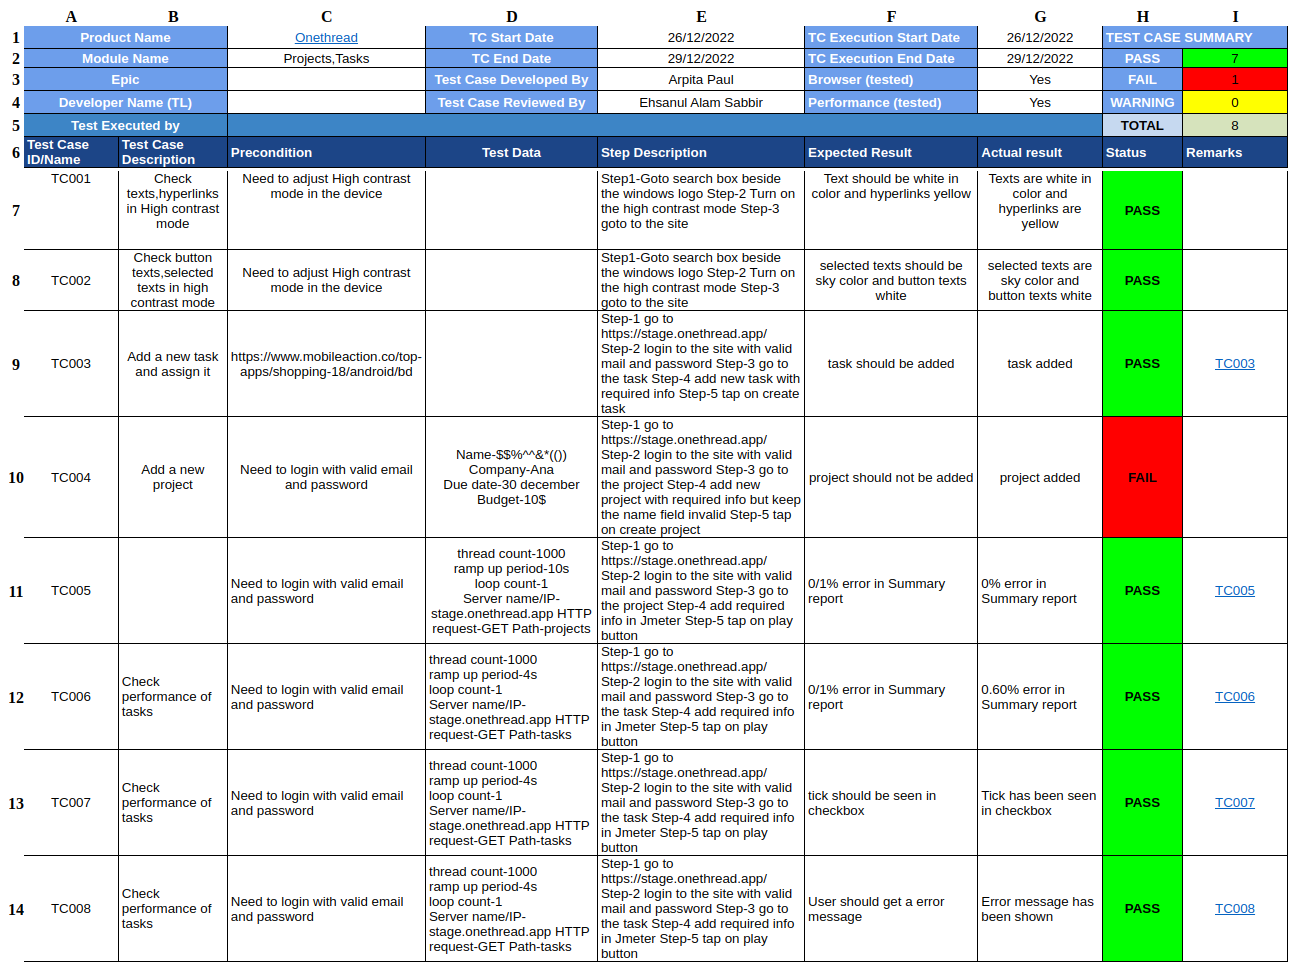 A B C D E F G H I
1 Product Name Onethread TC Start Date 26/12/2022 TC Execution Start Date 26/12/2022 TEST CASE SUMMARY
2 Module Name Projects,Tasks TC End Date 29/12/2022 TC Execution End Date 29/12/2022 PASS 7
3 Epic Test Case Developed By Arpita Paul Browser (tested) Yes FAIL 1
4 Developer Name (TL) Test Case Reviewed By Ehsanul Alam Sabbir Performance (tested) Yes WARNING 0
5 Test Executed by TOTAL 8
6
Test Case
ID/Name
Test Case
Description
Precondition
Test Data
Step Description
Expected Result
Actual result
Status
Remarks
7
TC001
Check
texts,hyperlinks
in High contrast
mode
Need to adjust High contrast
mode in the device
Step1-Goto search box beside
the windows logo Step-2 Turn on
the high contrast mode Step-3
goto to the site
Text should be white in
color and hyperlinks yellow
Texts are white in
color and
hyperlinks are
yellow
PASS
8
TC002
Check button
texts,selected
texts in high
contrast mode
Need to adjust High contrast
mode in the device
Step1-Goto search box beside
the windows logo Step-2 Turn on
the high contrast mode Step-3
goto to the site
selected texts should be
sky color and button texts
white
selected texts are
sky color and
button texts white
PASS
9
TC003
Add a new task
and assign it
https://www.mobileaction.co/top-
apps/shopping-18/android/bd
Step-1 go to
https://stage.onethread.app/
Step-2 login to the site with valid
mail and password Step-3 go to
the task Step-4 add new task with
required info Step-5 tap on create
task
task should be added
task added
PASS
TC003
10
TC004
Add a new
project
Need to login with valid email
and password
Name-$$%^^&*(())
Company-Ana
Due date-30 december
Budget-10$
Step-1 go to
https://stage.onethread.app/
Step-2 login to the site with valid
mail and password Step-3 go to
the project Step-4 add new
project with required info but keep
the name field invalid Step-5 tap
on create project
project should not be added
project added
FAIL
11
TC005
Need to login with valid email
and password
thread count-1000
ramp up period-10s
loop count-1
Server name/IP-
stage.onethread.app HTTP
request-GET Path-projects
Step-1 go to
https://stage.onethread.app/
Step-2 login to the site with valid
mail and password Step-3 go to
the project Step-4 add required
info in Jmeter Step-5 tap on play
button
0/1% error in Summary
report
0% error in
Summary report
PASS
TC005
12
TC006
Check
performance of
tasks
Need to login with valid email
and password
thread count-1000
ramp up period-4s
loop count-1
Server name/IP-
stage.onethread.app HTTP
request-GET Path-tasks
Step-1 go to
https://stage.onethread.app/
Step-2 login to the site with valid
mail and password Step-3 go to
the task Step-4 add required info
in Jmeter Step-5 tap on play
button
0/1% error in Summary
report
0.60% error in
Summary report
PASS
TC006
13
TC007
Check
performance of
tasks
Need to login with valid email
and password
thread count-1000
ramp up period-4s
loop count-1
Server name/IP-
stage.onethread.app HTTP
request-GET Path-tasks
Step-1 go to
https://stage.onethread.app/
Step-2 login to the site with valid
mail and password Step-3 go to
the task Step-4 add required info
in Jmeter Step-5 tap on play
button
tick should be seen in
checkbox
Tick has been seen
in checkbox
PASS
TC007
14
TC008
Check
performance of
tasks
Need to login with valid email
and password
thread count-1000
ramp up period-4s
loop count-1
Server name/IP-
stage.onethread.app HTTP
request-GET Path-tasks
Step-1 go to
https://stage.onethread.app/
Step-2 login to the site with valid
mail and password Step-3 go to
the task Step-4 add required info
in Jmeter Step-5 tap on play
button
User should get a error
message
Error message has
been shown
PASS
TC008